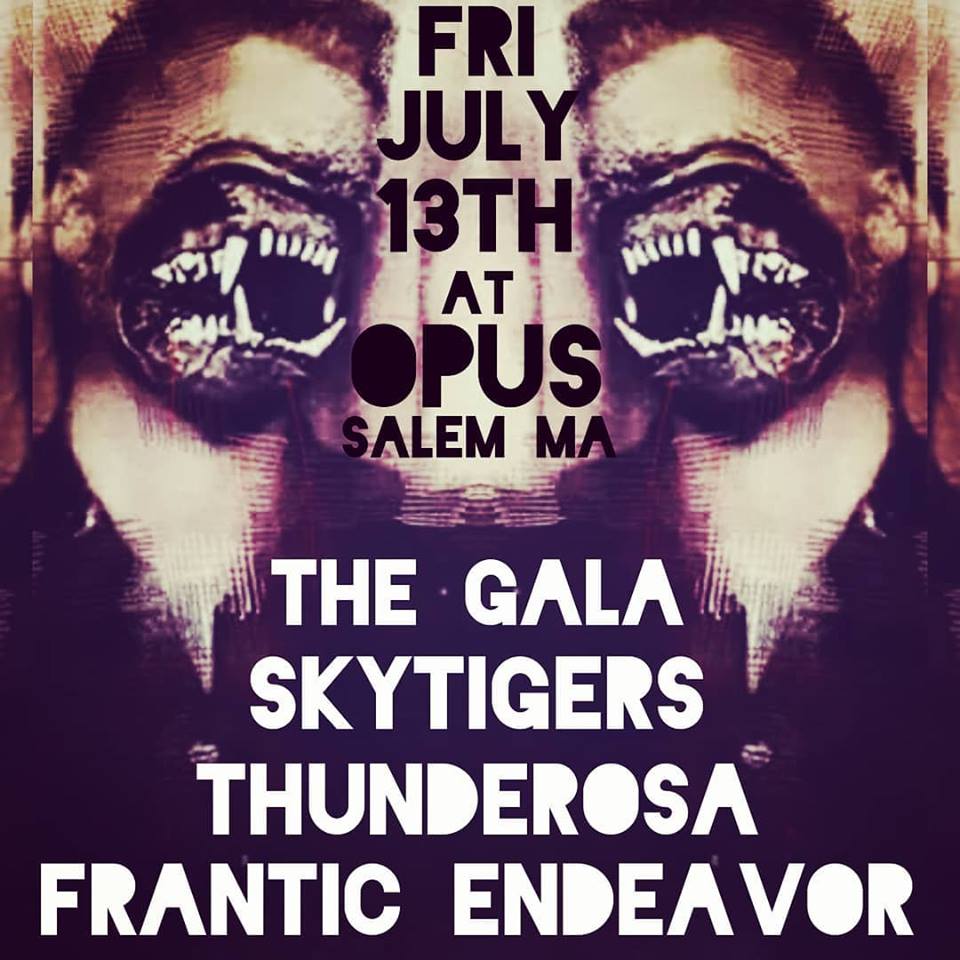 FRI
JULY
13TH
AT
OPUS
SALEM MA
THE GALA
SKYTIGERS
THUNDEROSA
FRANTIC ENDEAVOR